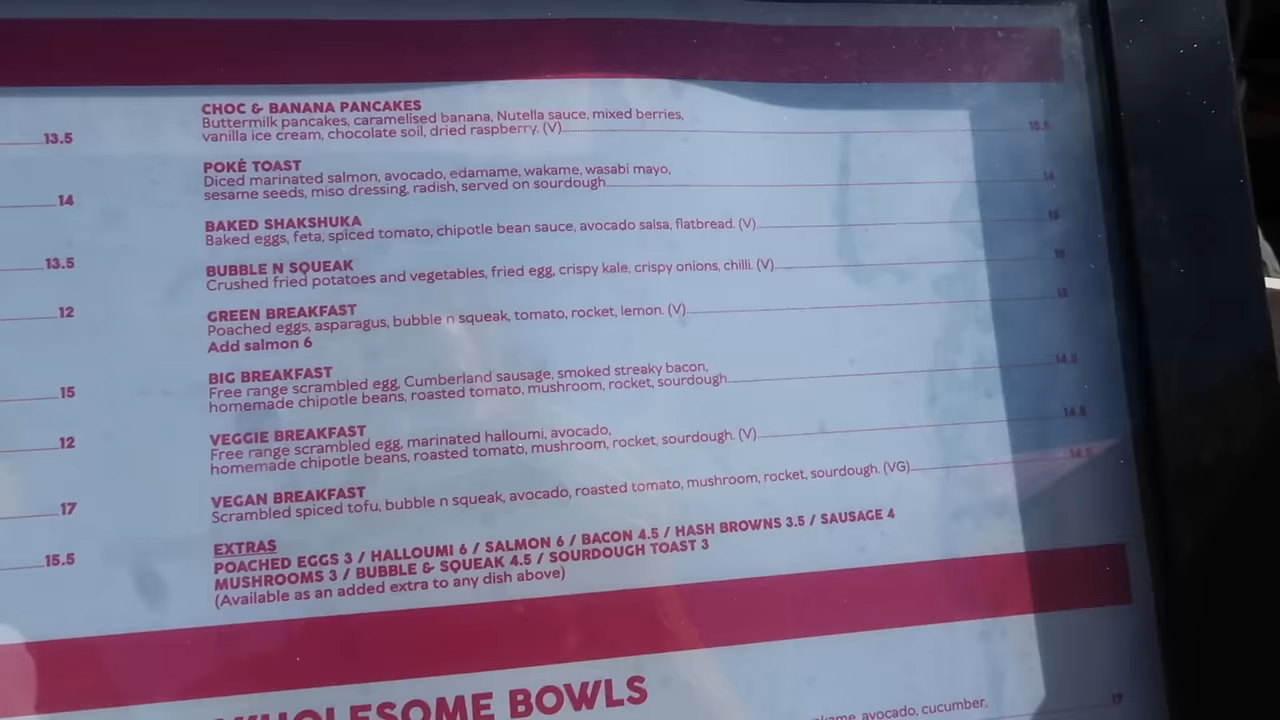 13.5
14
13.5
12
15
12
17
15.5
CHOC & BANANA PANCAKES
Buttermilk pancakes, caramelised banana, Nutella sauce, mixed berries,
vanilla ice cream, chocolate soil, dried raspberry. (V)
POKÉ TOAST
Diced marinated salmon, avocado, edamame, wakame, wasabi mayo,
sesame seeds, miso dressing, radish, served on sourdough 14
BAKED SHAKSHUKA
Baked eggs, feta, spiced tomato, chipotle bean sauce, avocado salsa, flatbread. (V)
BUBBLE N SQUEAK
Crushed fried potatoes and vegetables, fried egg, crispy kale, crispy onions, chilli. (V)
GREEN BREAKFAST
Poached eggs, asparagus, bubble n squeak, tomato, rocket, lemon. (V)
Add salmon 6
BIG BREAKFAST
Free range scrambled egg, Cumberland sausage, smoked streaky bacon,
homemade chipotle beans, roasted tomato, mushroom, rocket, sourdough
VEGGIE BREAKFAST
Free range scrambled egg, marinated halloumi, avocado,
homemade chipotle beans, roasted tomato, mushroom, rocket, sourdough. (V)
VEGAN BREAKFAST
Scrambled spiced tofu, bubble n squeak, avocado, roasted tomato, mushroom, rocket, sourdough. (VG)
EXTRAS
POACHED EGGS 3 / HALLOUMI 6 / SALMON 6 / BACON 4.5 / HASH BROWNS 3.5 / SAUSAGE 4
MUSHROOMS 3 / BUBBLE & SQUEAK 4.5 / SOURDOUGH TOAST 3
(Available as an added extra to any dish above)
WHOLESOME BOWLS
avocado, cucumber,
17